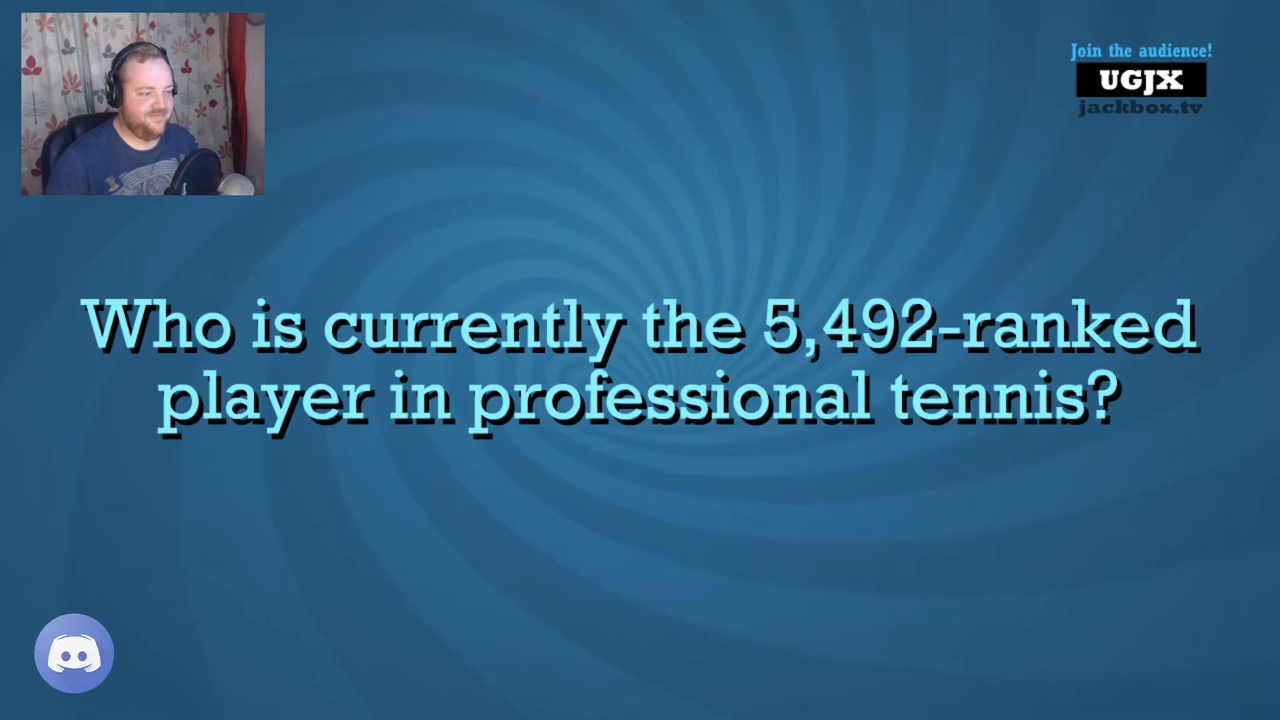 Join the audience!
UGJX
jackbox.tv
Who is currently the 5,492-ranked
player in professional tennis?